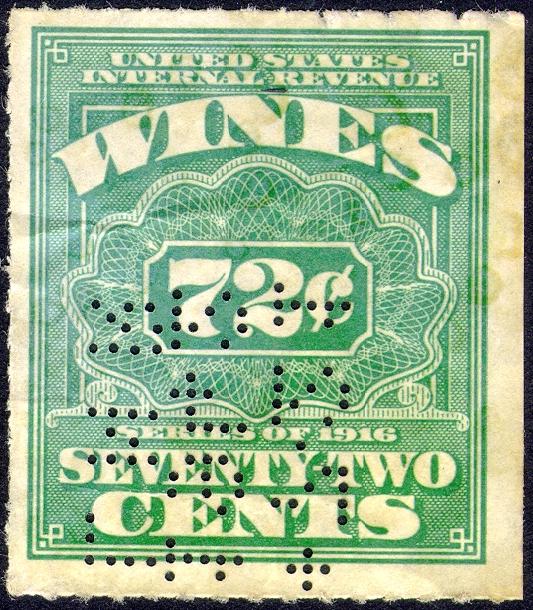 UNITED STATES
INTERNAL REVENUE
WINES
72¢
SERIES OF 1916
SEVENTY-TWO
CENTS